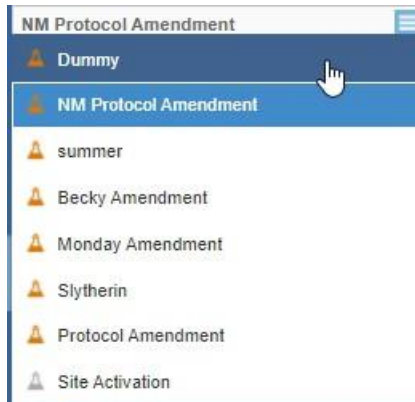 NM Protocol Amendment
Dummy
NM Protocol Amendment
summer
Becky Amendment
Monday Amendment
Slytherin
Protocol Amendment
Site Activation